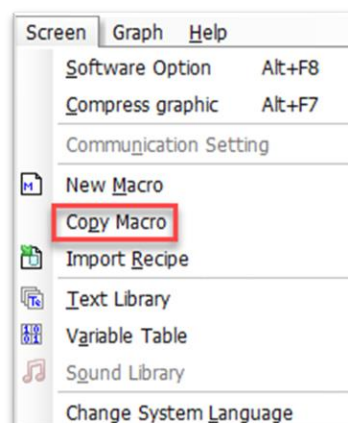 Screen Graph Help
Software Option Alt+F8
Compress graphic Alt+F7
Communication Setting
New Macro
Copy Macro
Import Recipe
Text Library
Variable Table
Sound Library
Change System Language